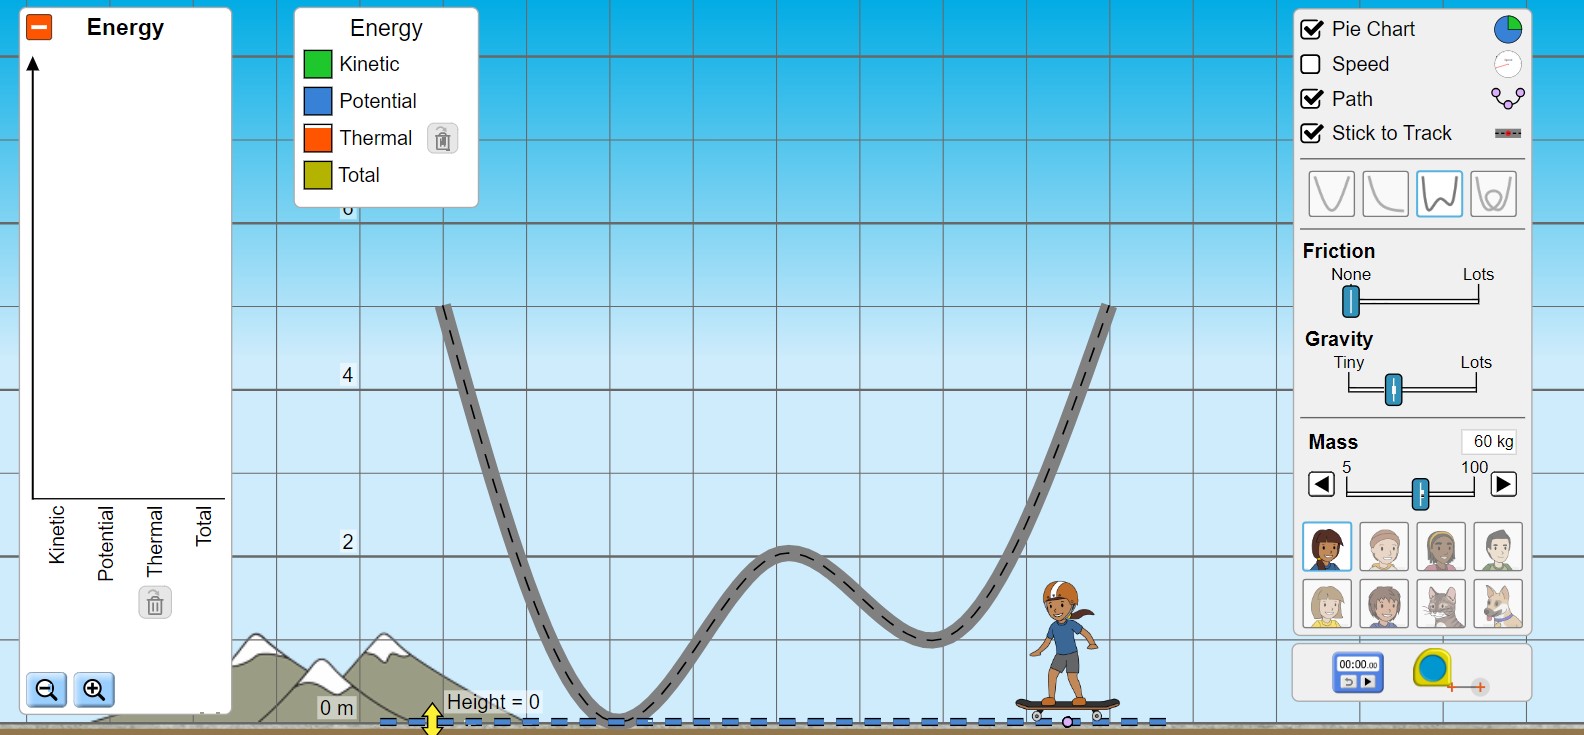 Energy
Kinetic
Potential
Thermal
Total
Energy
Kinetic
Potential
Thermal
Total
6
4
2
0 m
Height = 0
Pie Chart
Speed
Path
Stick to Track
Friction
None
Lots
Gravity
Tiny
Lots
Mass
60 kg
5
100
00:00.00